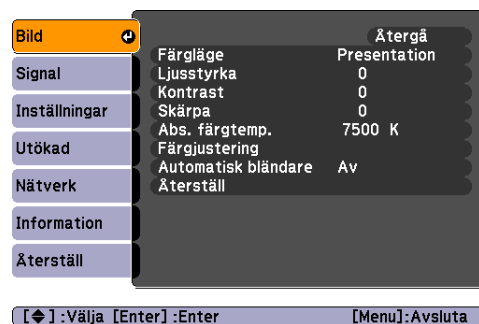 Bild
Signal
Inställningar
Utökad
Nätverk
Information
Återställ
Återgå
Färgläge Presentation
Ljusstyrka 0
Kontrast 0
Skärpa 0
Abs. färgtemp. 7500 K
Färgjustering
Automatisk bländare Av
Återställ
[◆]:Välja [Enter]:Enter [Menu]:Avsluta